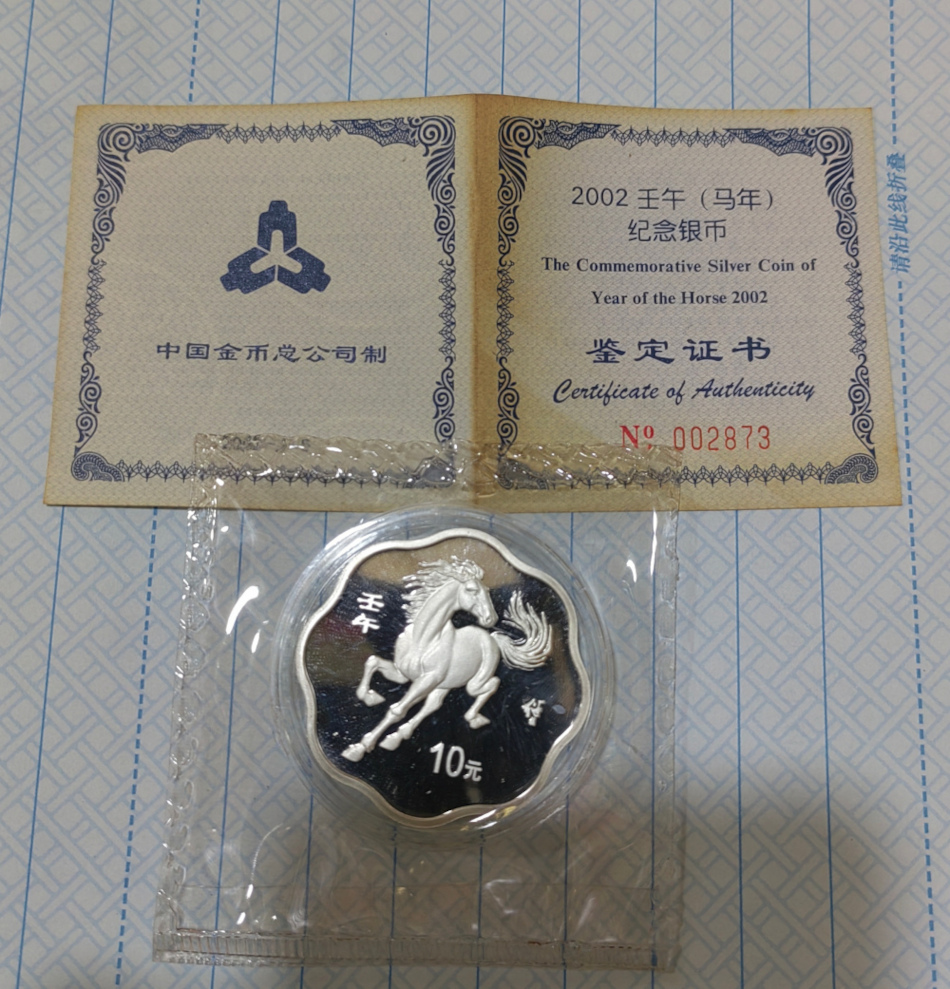 中国金币总公司制
2002 壬午（马年）
纪念银币
The Commemorative Silver Coin of
Year of the Horse 2002
鉴定证书
Certificate of Authenticity
Nº 002873
请沿此线折叠
壬午
10元